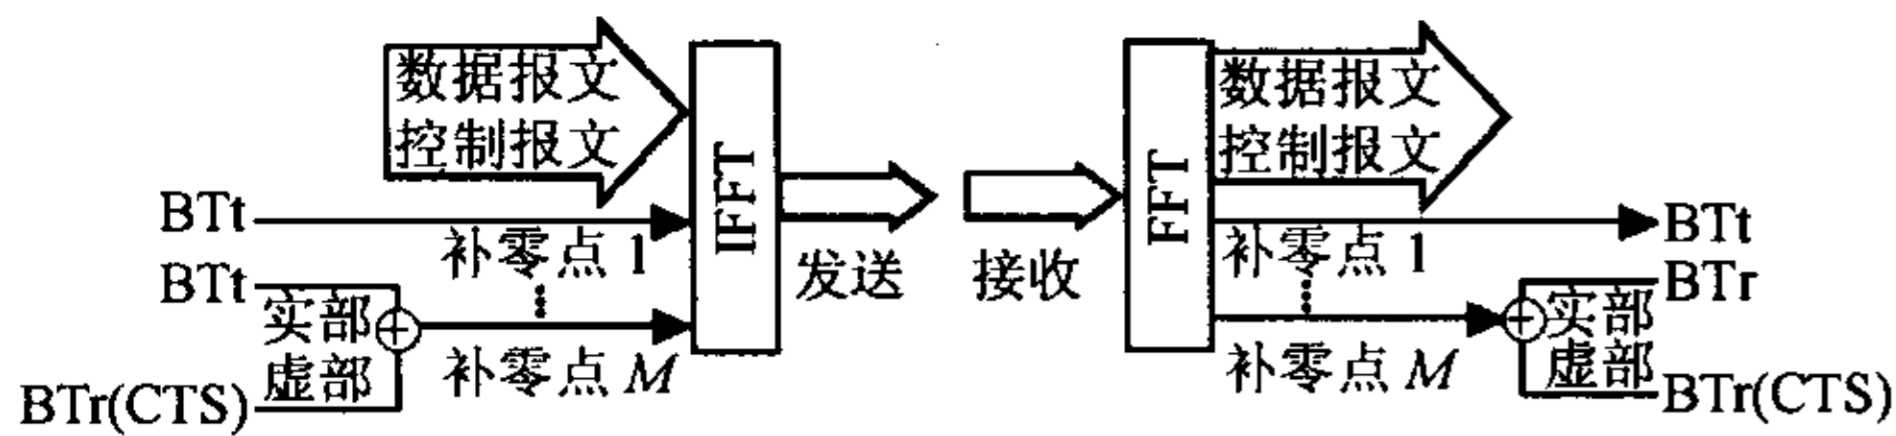 数据报文
控制报文
IFFT
BTt
补零点 1
BTt
实部
虚部
补零点 M
BTr(CTS)
发送
接收
FFT
数据报文
控制报文
BTt
补零点 1
BTr
实部
虚部
补零点 M
BTr(CTS)